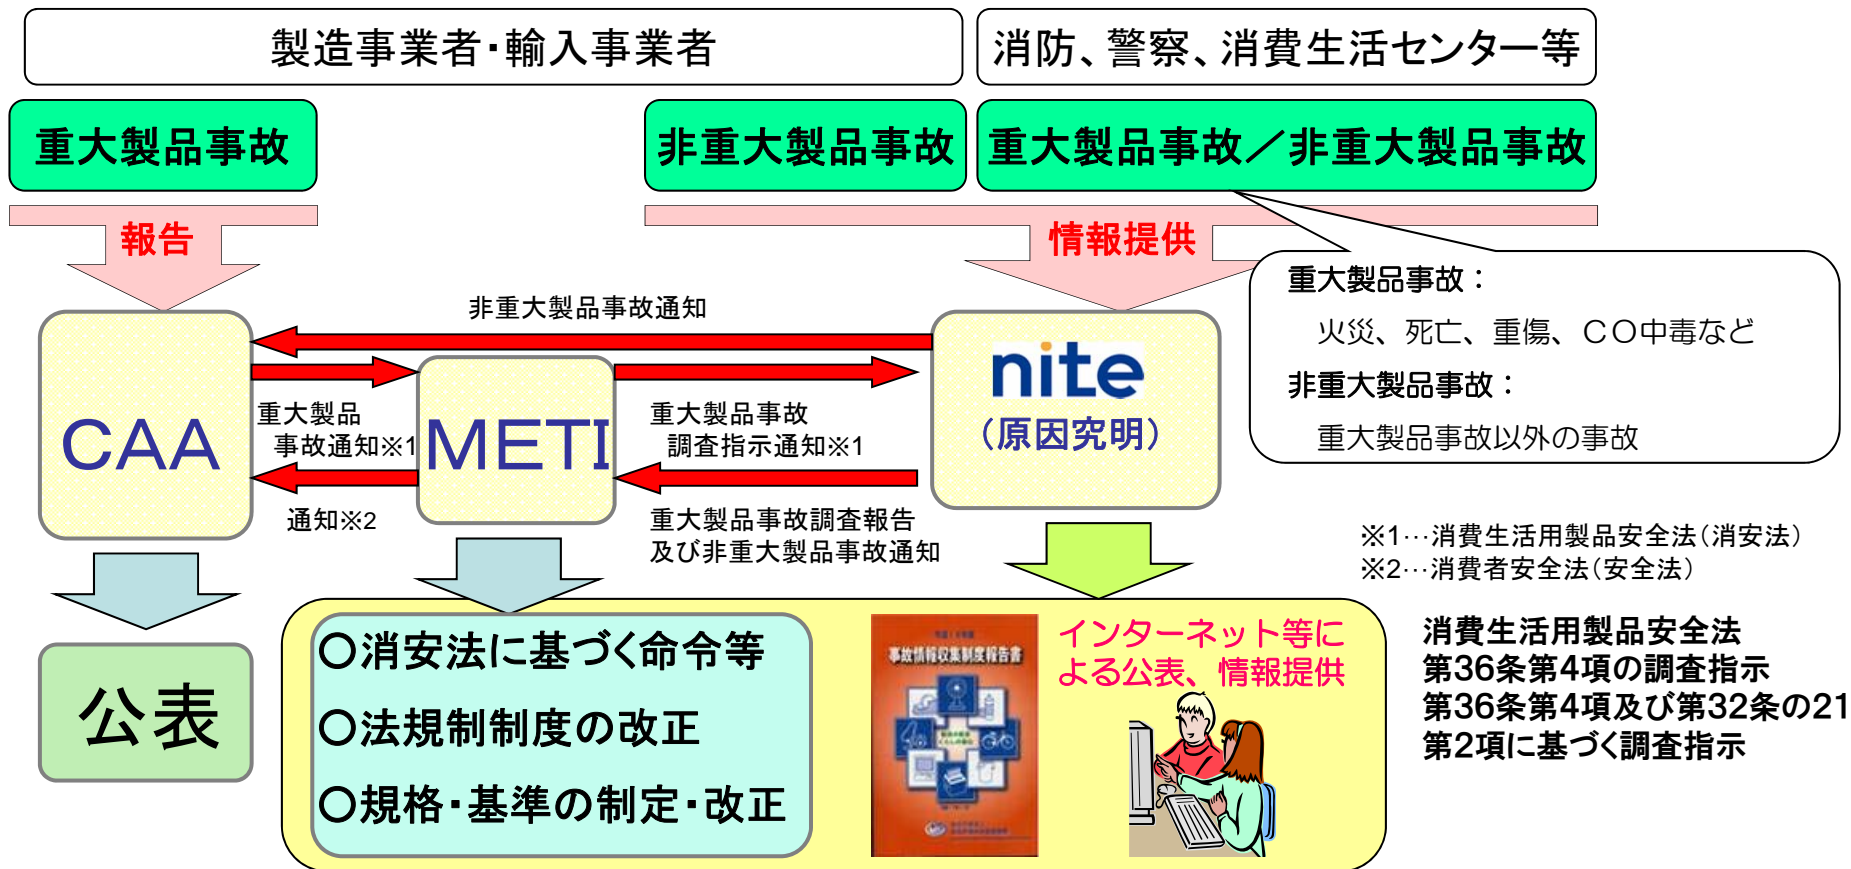 製造事業者・輸入事業者
消防、警察、消費生活センター等
重大製品事故
非重大製品事故
重大製品事故／非重大製品事故
報告
情報提供
重大製品事故：
火災、死亡、重傷、ＣＯ中毒など
非重大製品事故：
重大製品事故以外の事故
非重大製品事故通知
CAA
重大製品
事故通知※1
METI
重大製品事故
調査指示通知※1
nite
（原因究明）
通知※2
重大製品事故調査報告
及び非重大製品事故通知
※1…消費生活用製品安全法（消安法）
※2…消費者安全法（安全法）
公表
○消安法に基づく命令等
○法規制制度の改正
○規格・基準の制定・改正
事故情報収集制度報告書
インターネット等に
よる公表、情報提供
消費生活用製品安全法
第36条第4項の調査指示
第36条第4項及び第32条の21
第2項に基づく調査指示